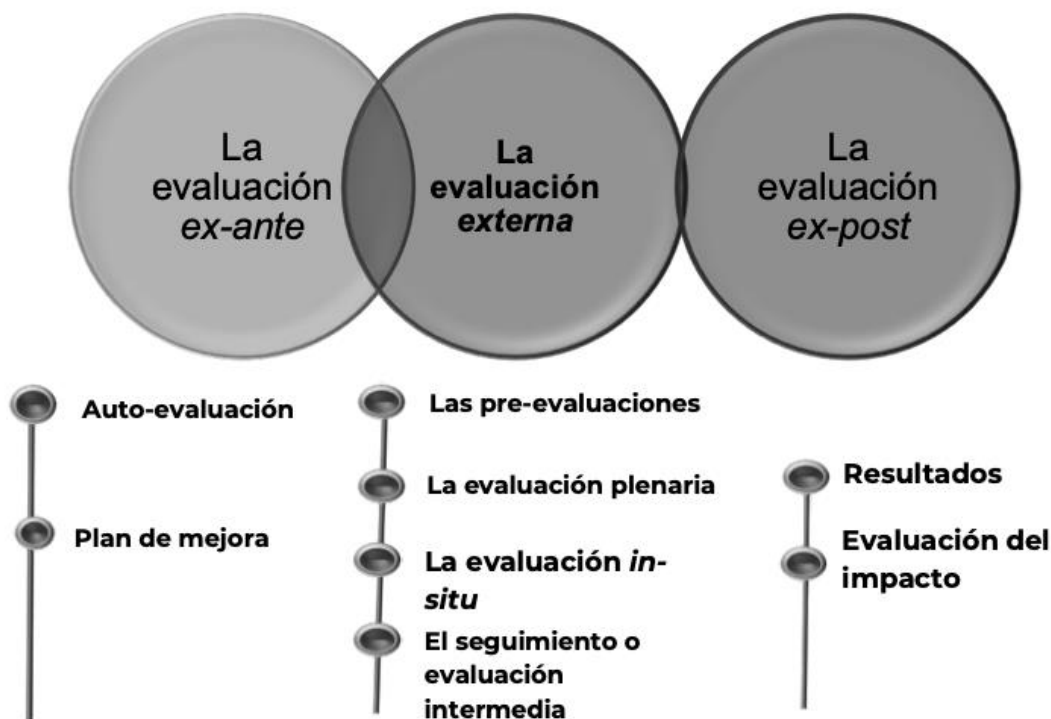 La
evaluación
ex-ante
La
evaluación
externa
La
evaluación
ex-post
Auto-evaluación
Plan de mejora
Las pre-evaluaciones
La evaluación plenaria
La evaluación in-
situ
El seguimiento o
evaluación
intermedia
Resultados
Evaluación del
impacto